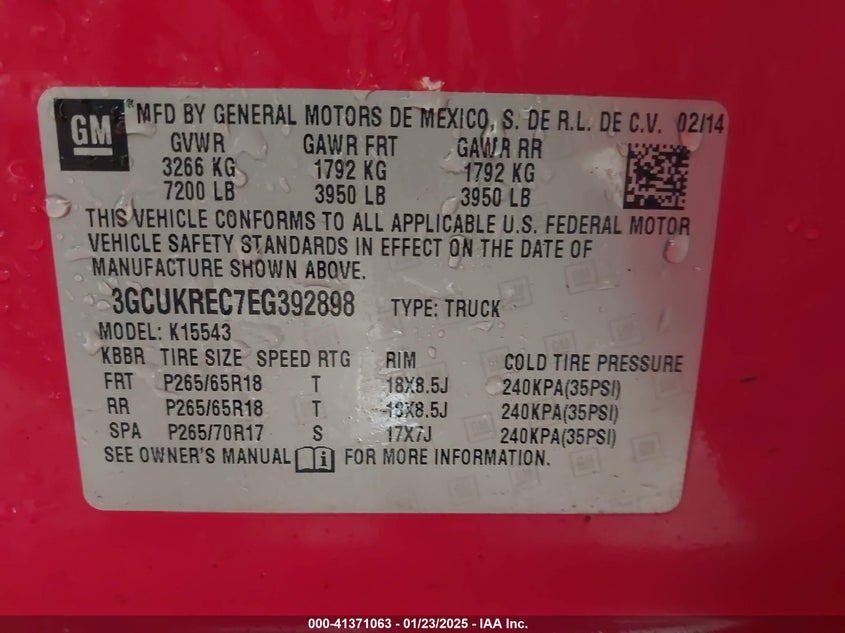 GM
MFD BY GENERAL MOTORS DE MEXICO, S. DE R.L. DE C.V. 02/14
GVWR GAWR FRT GAWR RR
3266 KG 1792 KG 1792 KG
7200 LB 3950 LB 3950 LB
THIS VEHICLE CONFORMS TO ALL APPLICABLE U.S. FEDERAL MOTOR
VEHICLE SAFETY STANDARDS IN EFFECT ON THE DATE OF
MANUFACTURE SHOWN ABOVE.
3GCUKREC7EG392898 TYPE: TRUCK
MODEL: K15543
KBBR TIRE SIZE SPEED RTG RIM COLD TIRE PRESSURE
FRT P265/65R18 T 18X8.5J 240KPA(35PSI)
RR P265/65R18 T 18X8.5J 240KPA(35PSI)
SPA P265/70R17 S 17X7J 240KPA(35PSI)
SEE OWNER'S MANUAL i FOR MORE INFORMATION.
000-41371063 - 01/23/2025 - IAA Inc.